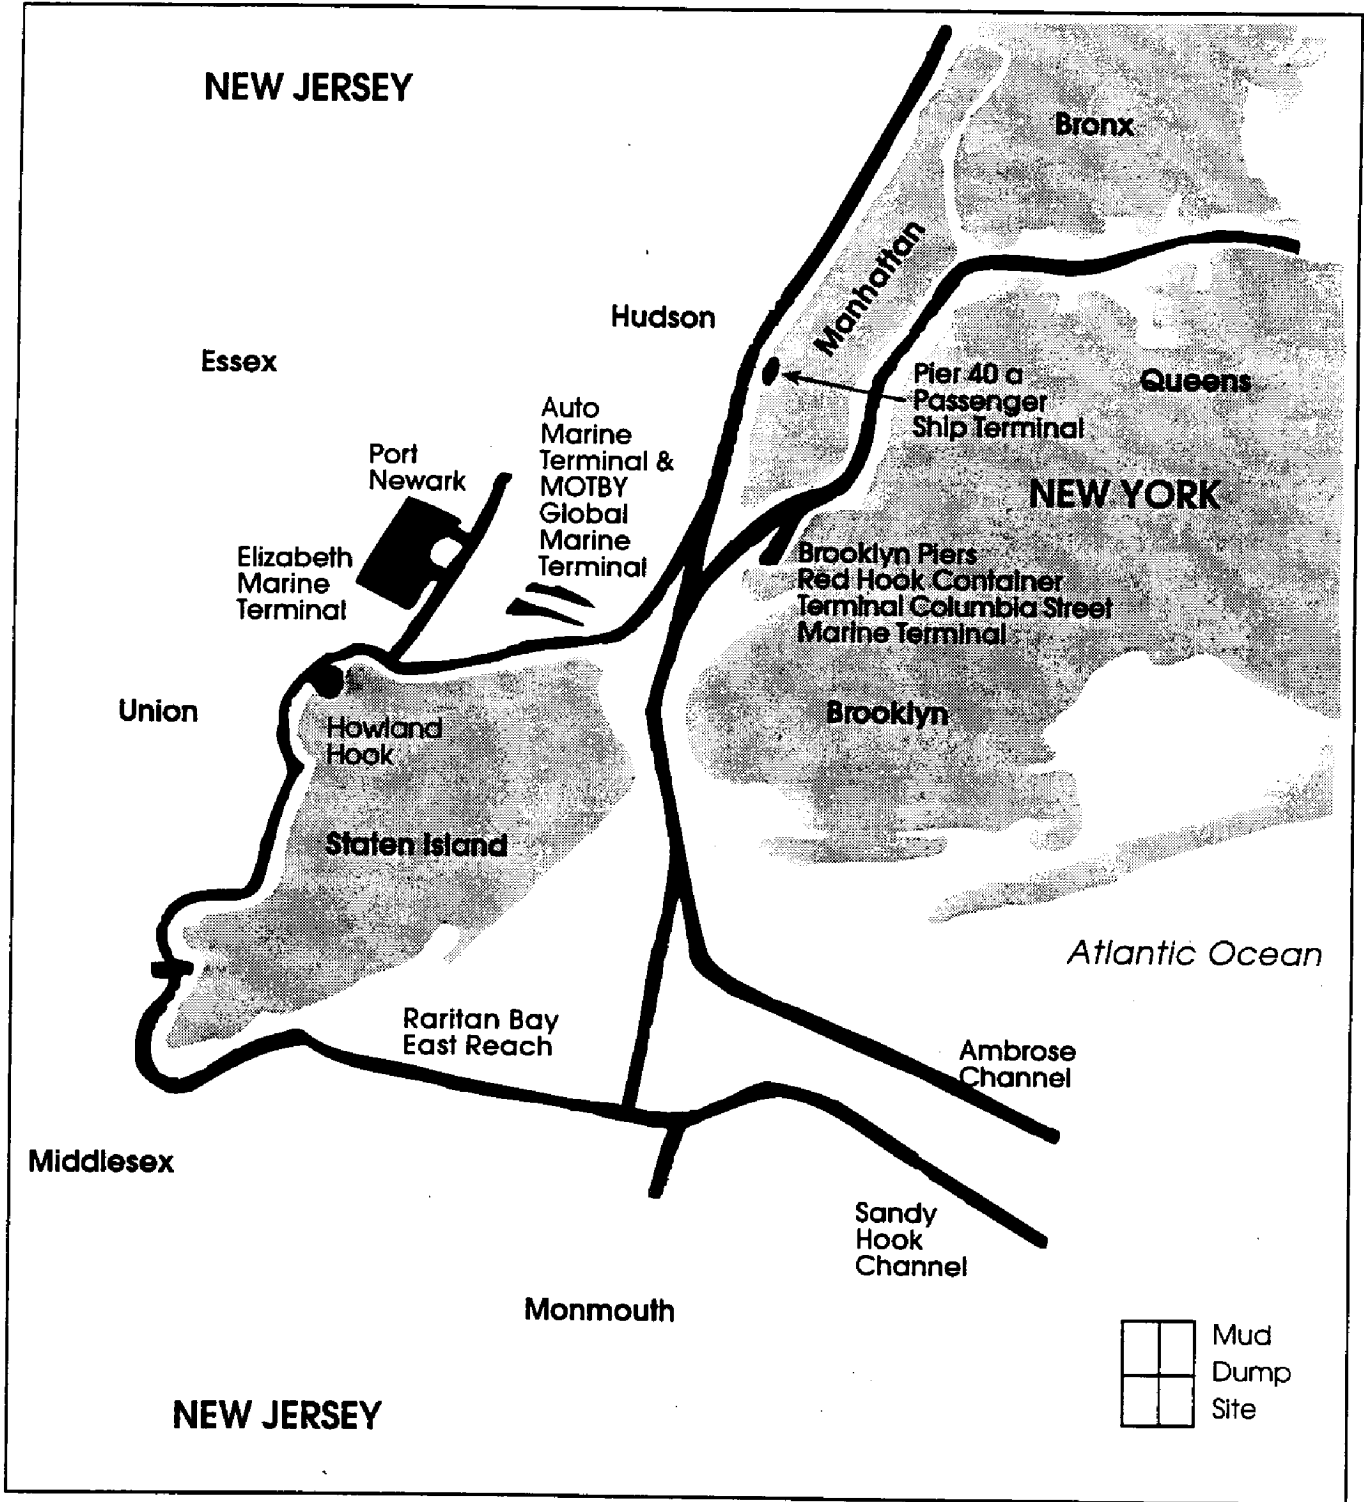 NEW JERSEY
Bronx
Manhattan
Hudson
Essex
Pier 40 a
Passenger
Ship Terminal
Queens
Auto
Marine
Terminal &
MOTBY
Global
Marine
Terminal
Port
Newark
NEW YORK
Elizabeth
Marine
Terminal
Brooklyn Piers
Red Hook Container
Terminal Columbia Street
Marine Terminal
Union
Howland
Hook
Brooklyn
Staten Island
Atlantic Ocean
Raritan Bay
East Reach
Ambrose
Channel
Middlesex
Sandy
Hook
Channel
Monmouth
Mud
Dump
Site
NEW JERSEY